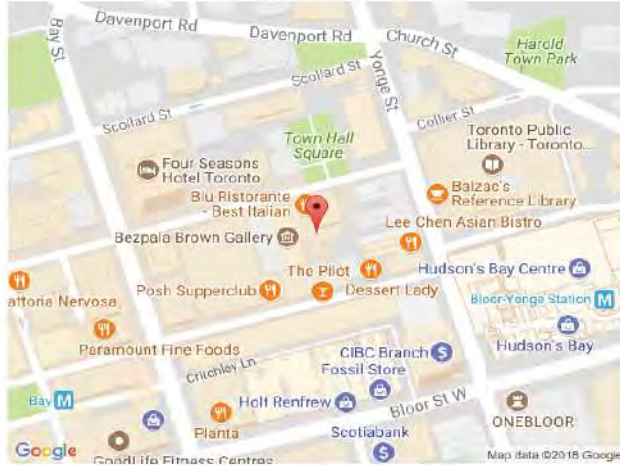 Davenport Rd
Davenport Rd
Bay St
Church St
Harold
Town Park
Yonge St
Scollard St
Scollard St
Collier St
Town Hall
Square
Toronto Public
Library - Toronto...
Four Seasons
Hotel Toronto
Blu Ristorante
- Best Italian
Balzac's
Reference Library
Lee Chen Asian Bistro
Bezpala Brown Gallery
The Pilot
Hudson's Bay Centre
attoria Nervosa
Posh Supperclub
Dessert Lady
Bloor-Yonge Station M
Paramount Fine Foods
CIBC Branch
$
Hudson's Bay
Critchley Ln
Fossil Store
Bay M
Holt Renfrew
Bloor St W
ONEBLOOR
Planta
Scotiabank
$
Google
GoodLife Fitness Centres
Map data ©2018 Google